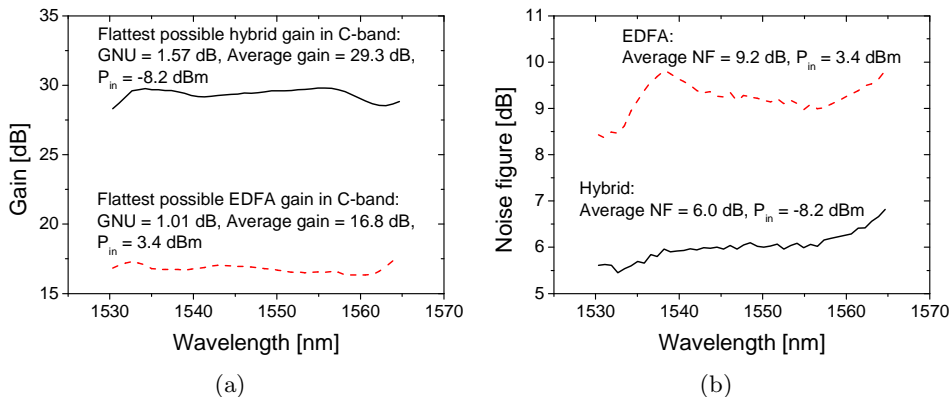 35
30
25
20
15
Gain [dB]
Flattest possible hybrid gain in C-band:
GNU = 1.57 dB, Average gain = 29.3 dB,
P_in = -8.2 dBm
Flattest possible EDFA gain in C-band:
GNU = 1.01 dB, Average gain = 16.8 dB,
P_in = 3.4 dBm
1530 1540 1550 1560 1570
Wavelength [nm]
(a)
11
10
9
8
7
6
5
Noise figure [dB]
EDFA:
Average NF = 9.2 dB, P_in = 3.4 dBm
Hybrid:
Average NF = 6.0 dB, P_in = -8.2 dBm
1530 1540 1550 1560 1570
Wavelength [nm]
(b)